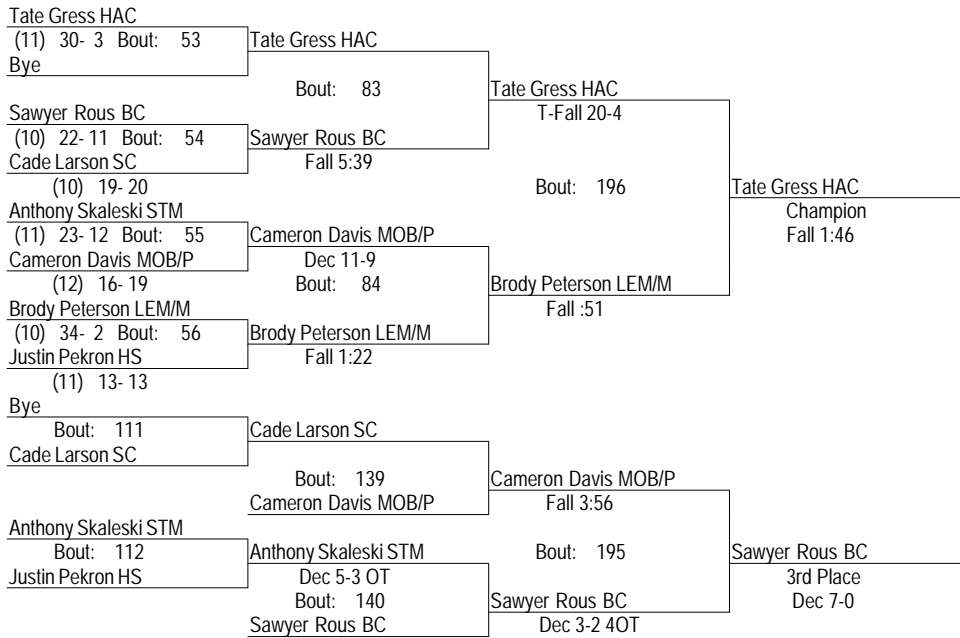 Tate Gress HAC
(11) 30- 3 Bout: 53
Tate Gress HAC
Bye
Bout: 83
Tate Gress HAC
Sawyer Rous BC
T-Fall 20-4
(10) 22- 11 Bout: 54
Sawyer Rous BC
Cade Larson SC
Fall 5:39
(10) 19- 20
Bout: 196
Tate Gress HAC
Anthony Skaleski STM
Champion
(11) 23- 12 Bout: 55
Cameron Davis MOB/P
Fall 1:46
Cameron Davis MOB/P
Dec 11-9
(12) 16- 19
Bout: 84
Brody Peterson LEM/M
Brody Peterson LEM/M
Fall :51
(10) 34- 2 Bout: 56
Brody Peterson LEM/M
Justin Pekron HS
Fall 1:22
(11) 13- 13
Bye
Bout: 111
Cade Larson SC
Cade Larson SC
Bout: 139
Cameron Davis MOB/P
Cameron Davis MOB/P
Fall 3:56
Anthony Skaleski STM
Bout: 112
Anthony Skaleski STM
Bout: 195
Sawyer Rous BC
Justin Pekron HS
Dec 5-3 OT
3rd Place
Bout: 140
Sawyer Rous BC
Dec 7-0
Sawyer Rous BC
Dec 3-2 4OT